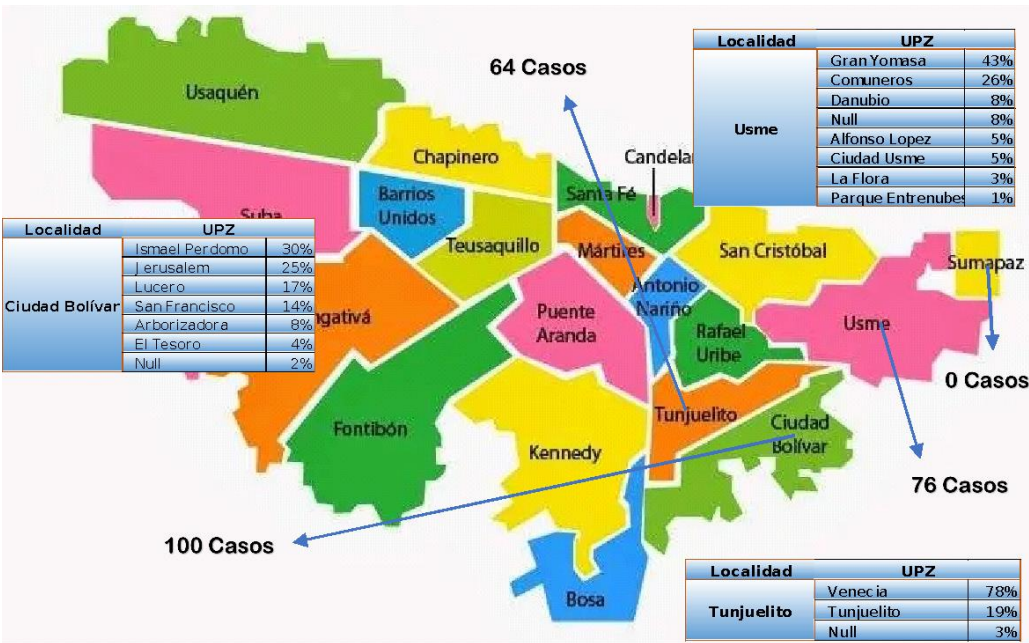 Usaquén
64 Casos
Localidad UPZ
Usme
Gran Yomasa 43%
Comuneros 26%
Danubio 8%
Null 8%
Alfonso Lopez 5%
Ciudad Usme 5%
La Flora 3%
Parque Entrenubes 1%
Chapinero
Candela
Barrios
Unidos
Santa Fé
Suba
Teusaquillo
Mártires
San Cristóbal
Sumapaz
Localidad UPZ
Ciudad Bolívar
Ismael Perdomo 30%
Jerusalem 25%
Lucero 17%
San Francisco 14%
Arborizadora 8%
El Tesoro 4%
Null 2%
Antonio
Nariño
Puente
Aranda
gativá
Rafael
Uribe
Usme
0 Casos
Fontibón
Kennedy
Tunjuelito
Ciudad
Bolívar
76 Casos
100 Casos
Bosa
Localidad UPZ
Tunjuelito
Venecia 78%
Tunjuelito 19%
Null 3%